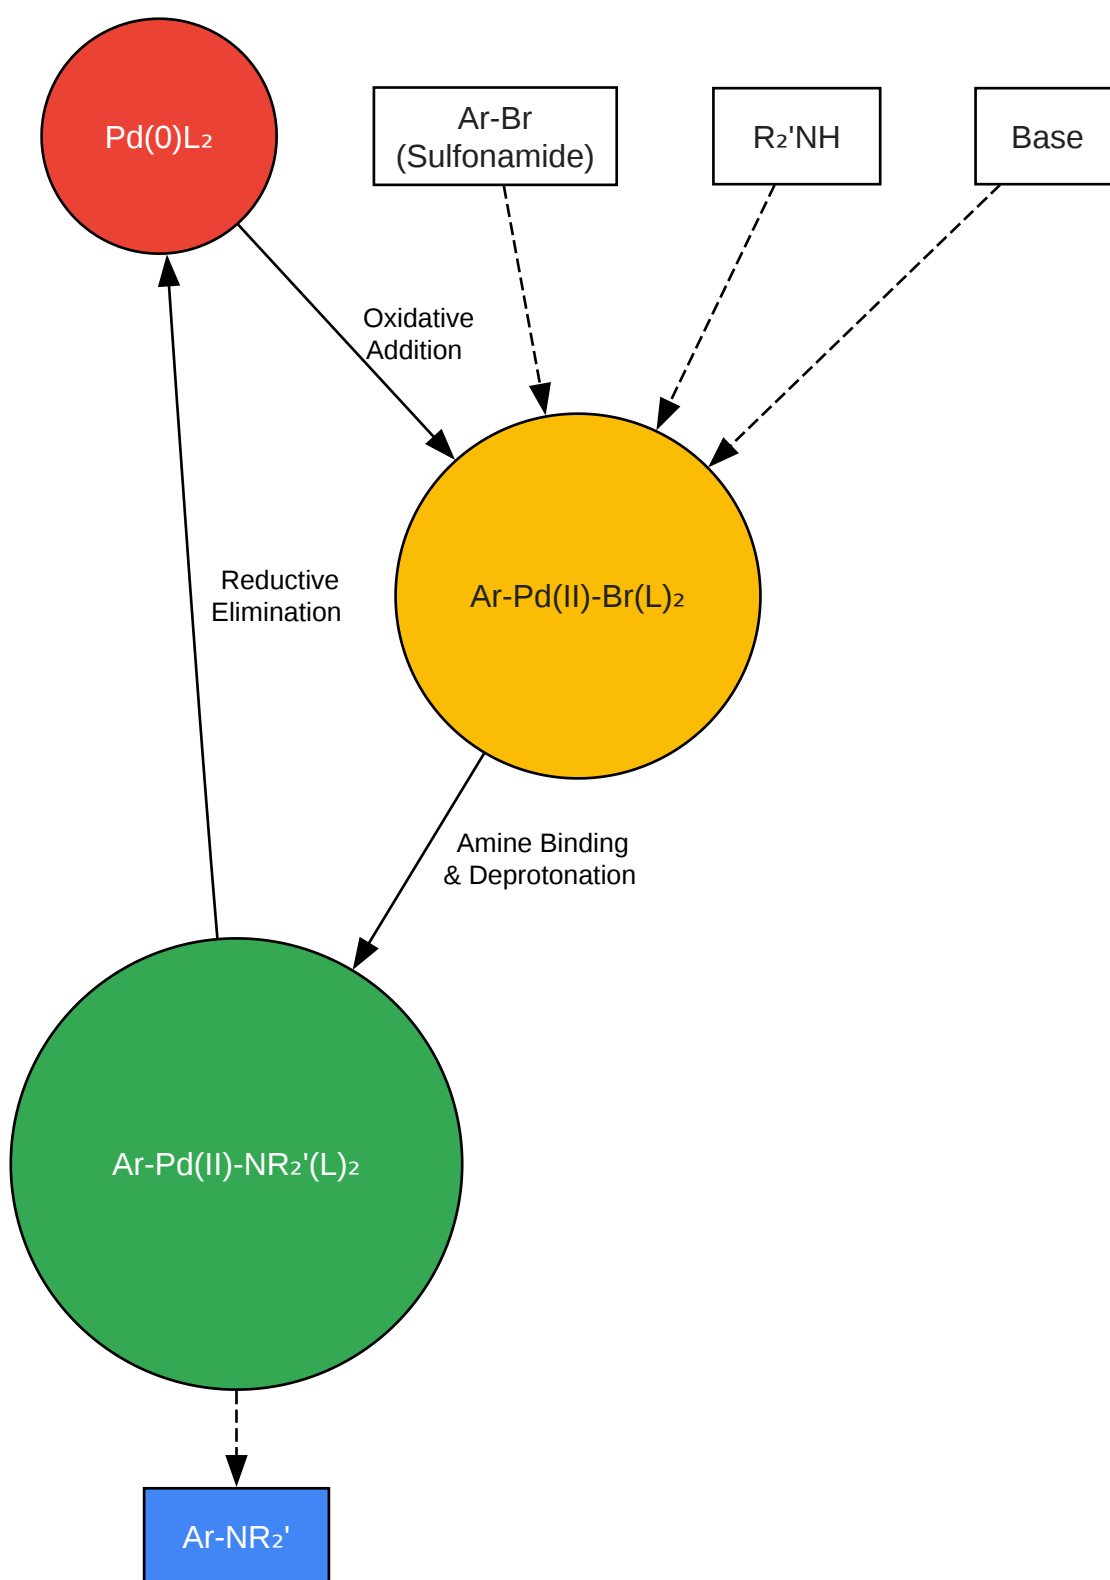 Pd(0)L₂
Ar-Br
(Sulfonamide)
R₂'NH
Base
Oxidative
Addition
Reductive
Elimination
Ar-Pd(II)-Br(L)₂
Amine Binding
& Deprotonation
Ar-Pd(II)-NR₂'(L)₂
Ar-NR₂'